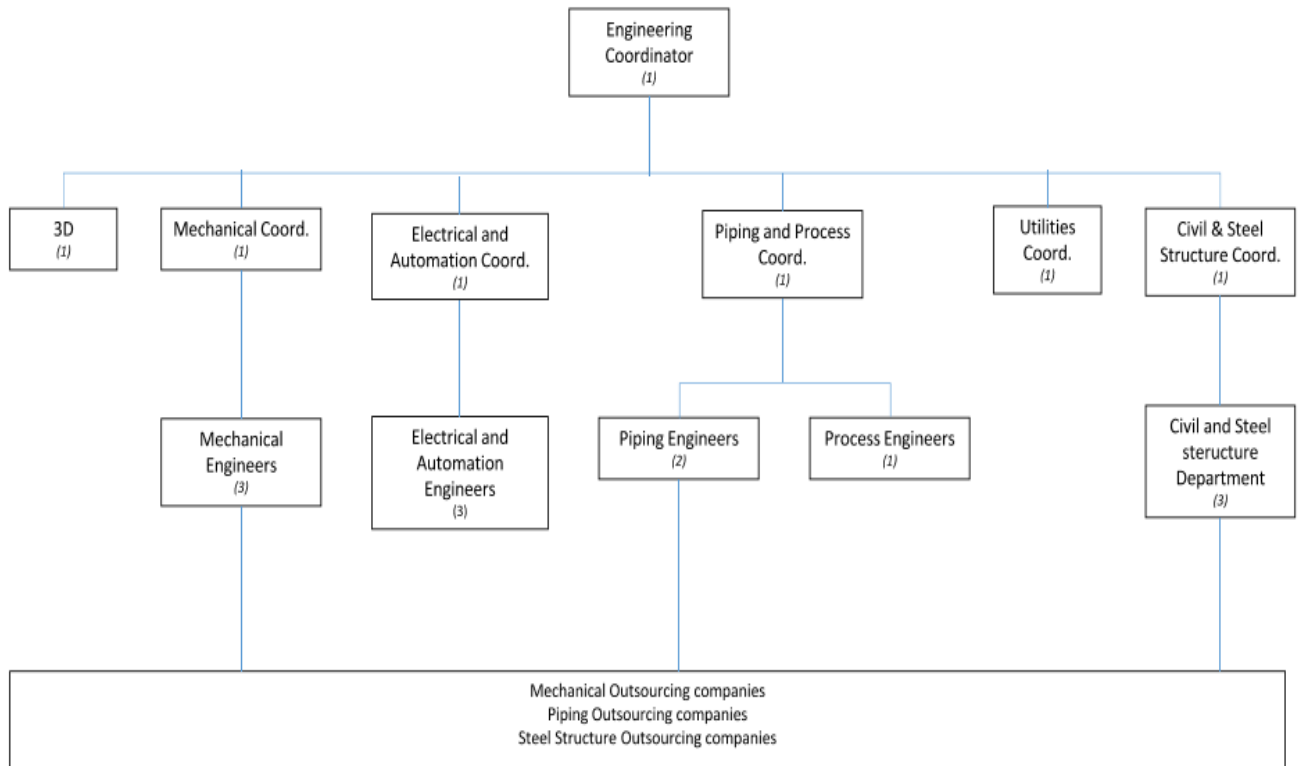 Engineering
Coordinator
(1)
3D
(1)
Mechanical Coord.
(1)
Electrical and
Automation Coord.
(1)
Piping and Process
Coord.
(1)
Utilities
Coord.
(1)
Civil & Steel
Structure Coord.
(1)
Mechanical
Engineers
(3)
Electrical and
Automation
Engineers
(3)
Piping Engineers
(2)
Process Engineers
(1)
Civil and Steel
steructure
Department
(3)
Mechanical Outsourcing companies
Piping Outsourcing companies
Steel Structure Outsourcing companies